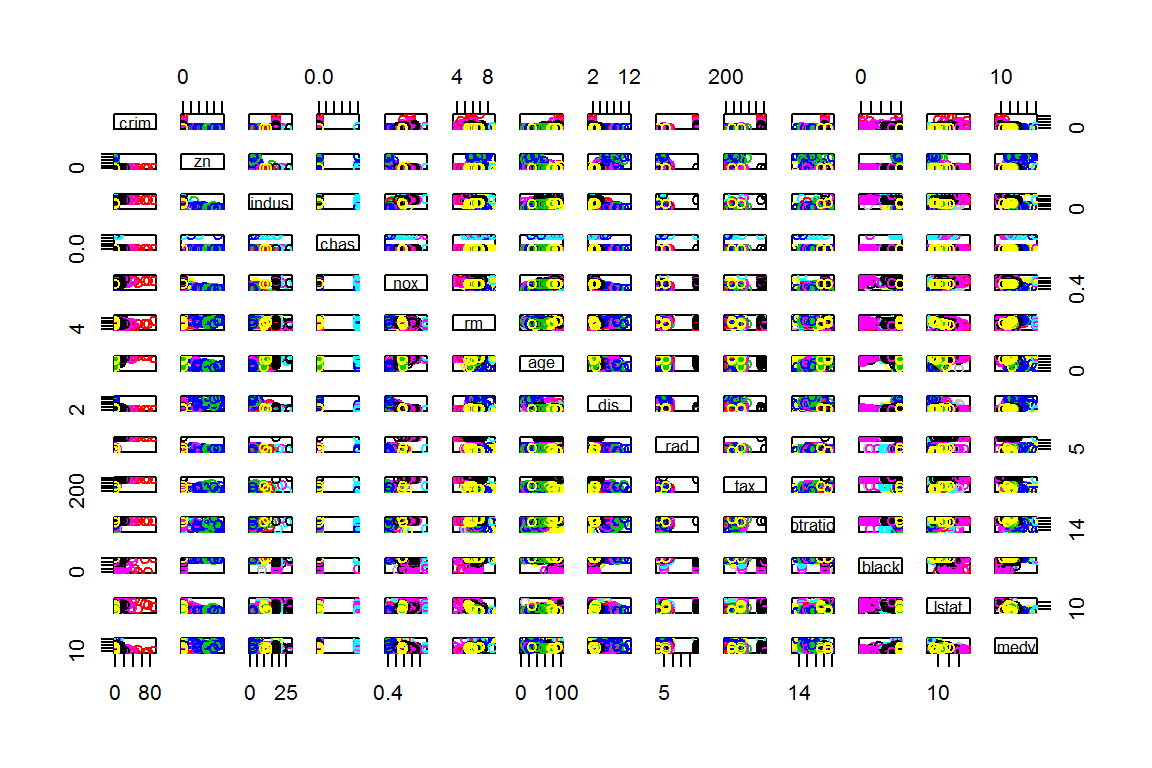 0 0.0 4 8 2 12 200 0 10
crim 0
0 zn
indus 0
0.0 chas
nox 0.4
4 rm
age 0
2 dis
rad 5
200 tax
ptratio 14
0 black
lstat 10
10 medv
0 80 0 25 0.4 0 100 5 14 10